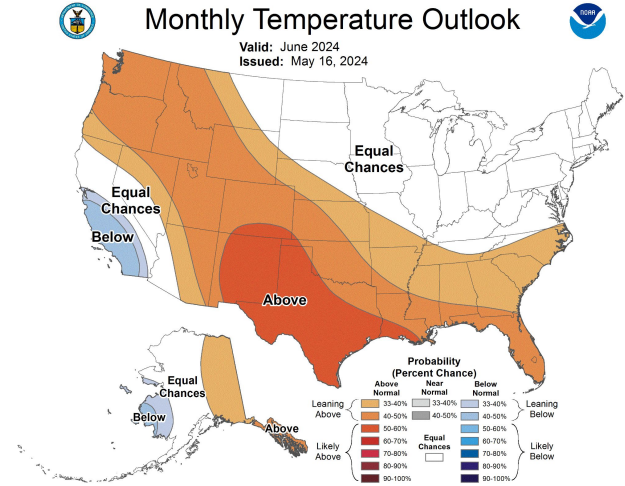 Monthly Temperature Outlook
NOAA
Valid: June 2024
Issued: May 16, 2024
Equal
Chances
Equal
Chances
Below
Above
Equal
Chances
Below
Above
Probability
(Percent Chance)
Above
Normal
Near
Normal
Below
Normal
Leaning
Above
33-40%
40-50%
33-40%
40-50%
33-40%
40-50%
Leaning
Below
Likely
Above
50-60%
60-70%
70-80%
80-90%
90-100%
Equal
Chances
50-60%
60-70%
70-80%
80-90%
90-100%
Likely
Below